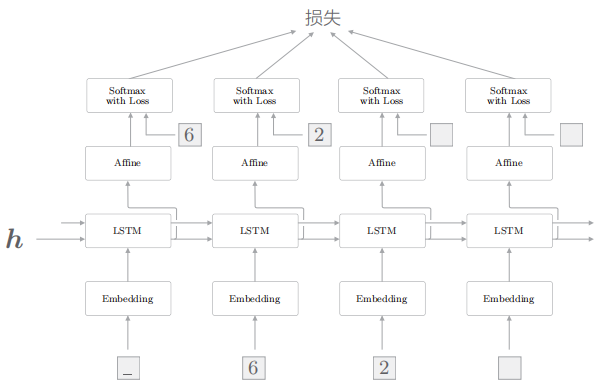 损失
Softmax
with Loss
Softmax
with Loss
Softmax
with Loss
Softmax
with Loss
6
2
Affine
Affine
Affine
Affine
h
LSTM
LSTM
LSTM
LSTM
Embedding
Embedding
Embedding
Embedding
_
6
2